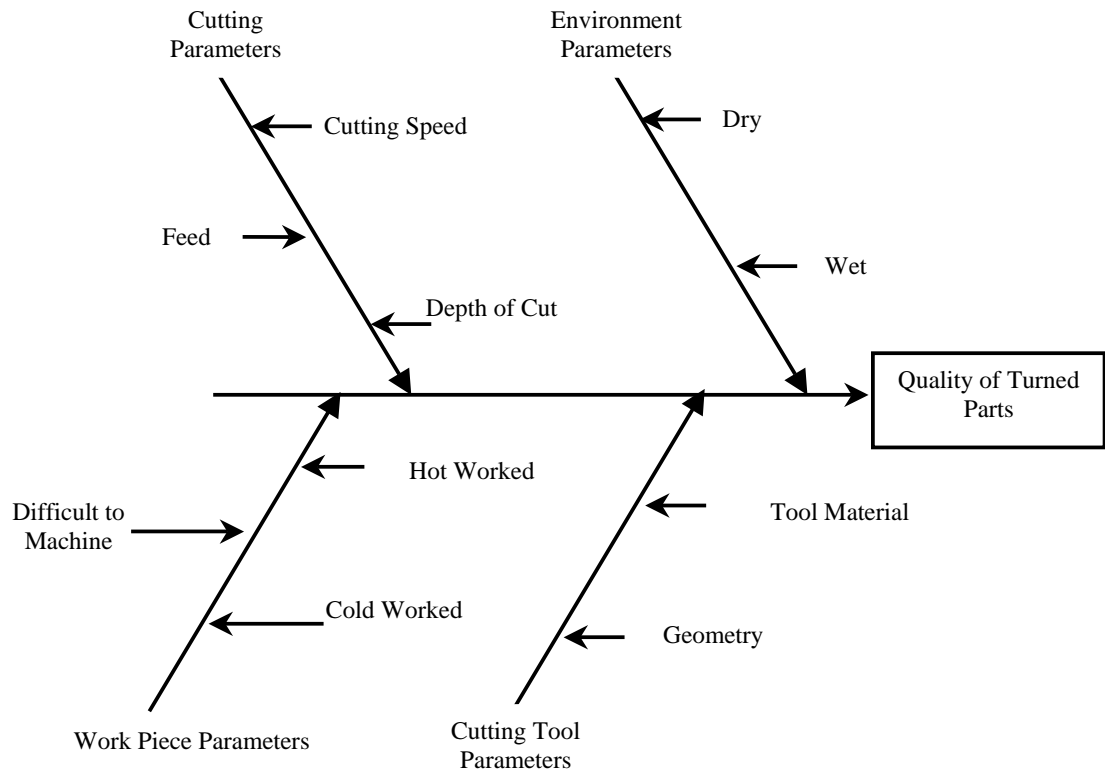 Cutting
Parameters
Environment
Parameters
Cutting Speed
Dry
Feed
Wet
Depth of Cut
Quality of Turned
Parts
Hot Worked
Difficult to
Machine
Tool Material
Cold Worked
Geometry
Work Piece Parameters
Cutting Tool
Parameters